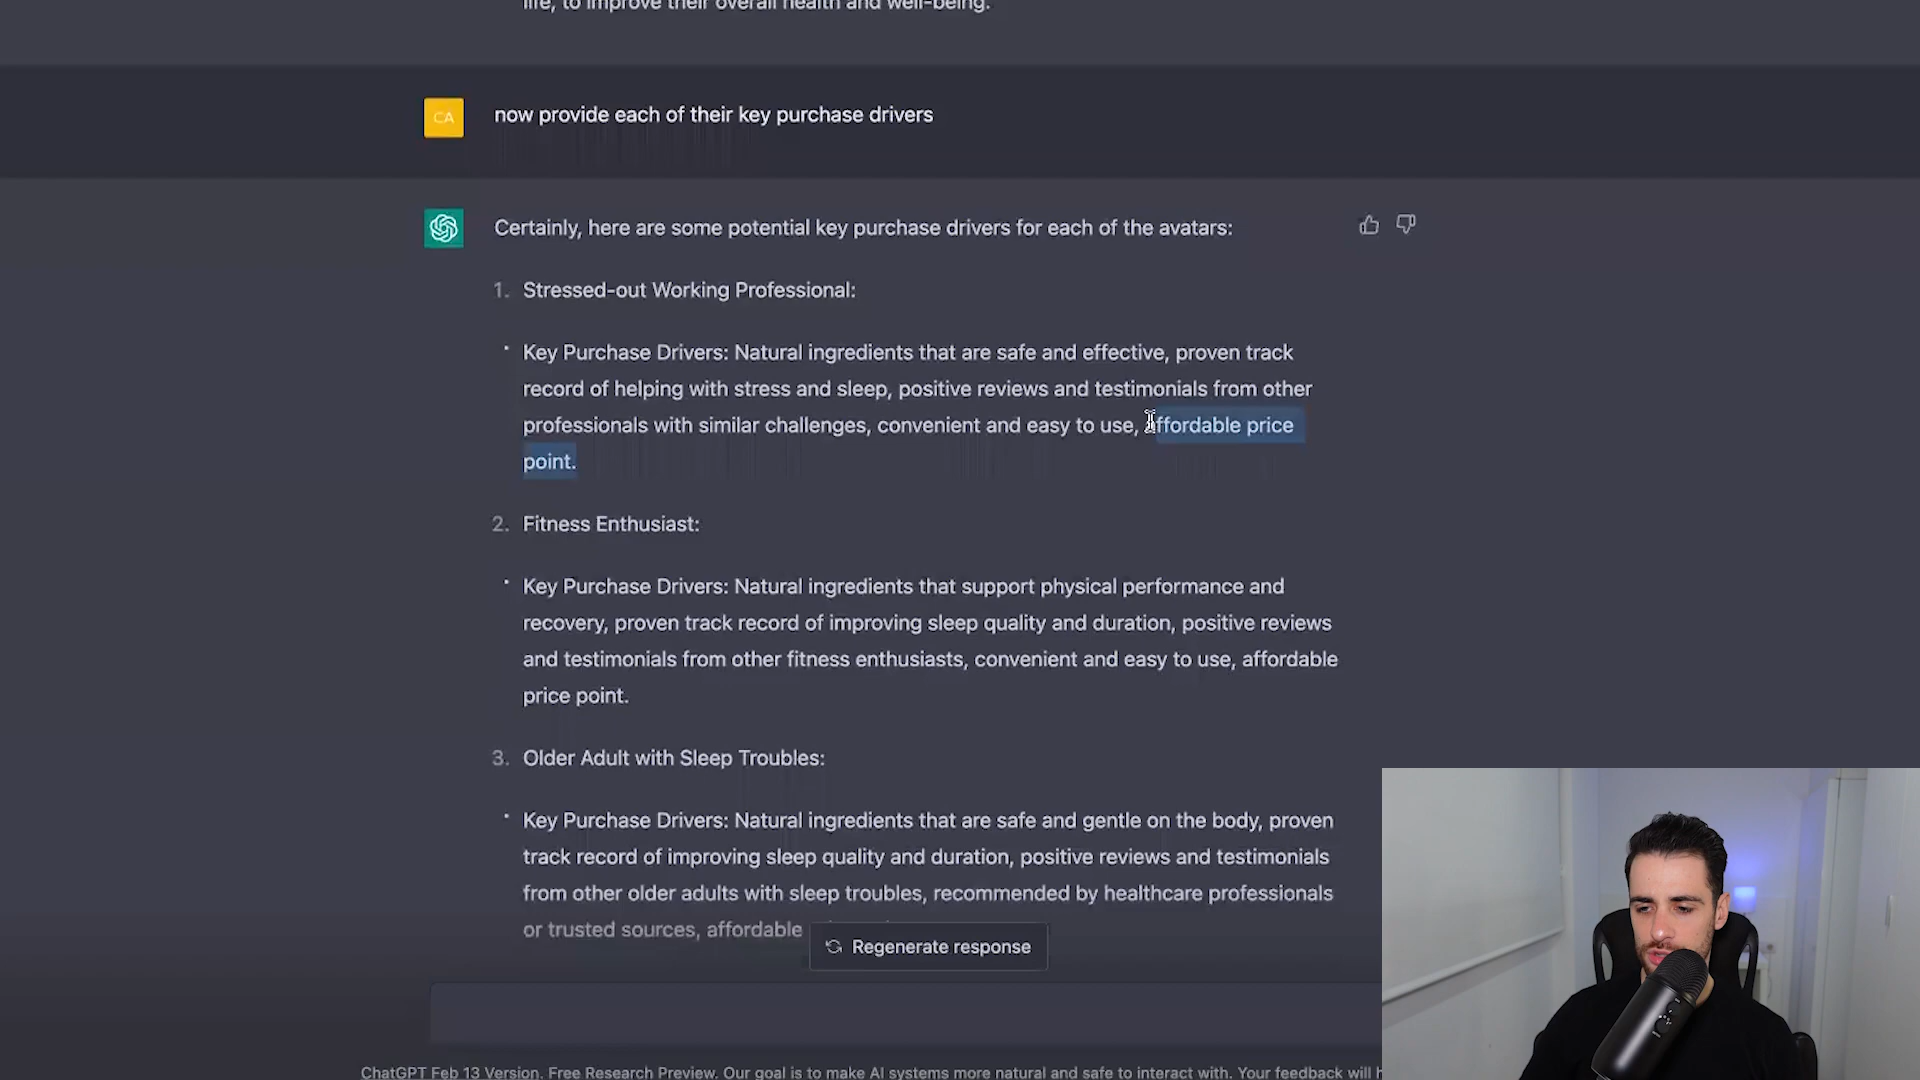 life, to improve their overall health and well-being.
CA
now provide each of their key purchase drivers
Certainly, here are some potential key purchase drivers for each of the avatars:
1. Stressed-out Working Professional:
Key Purchase Drivers: Natural ingredients that are safe and effective, proven track
record of helping with stress and sleep, positive reviews and testimonials from other
professionals with similar challenges, convenient and easy to use, affordable price
point.
2. Fitness Enthusiast:
Key Purchase Drivers: Natural ingredients that support physical performance and
recovery, proven track record of improving sleep quality and duration, positive reviews
and testimonials from other fitness enthusiasts, convenient and easy to use, affordable
price point.
3. Older Adult with Sleep Troubles:
Key Purchase Drivers: Natural ingredients that are safe and gentle on the body, proven
track record of improving sleep quality and duration, positive reviews and testimonials
from other older adults with sleep troubles, recommended by healthcare professionals
or trusted sources, affordable
Regenerate response
ChatGPT Feb 13 Version. Free Research Preview. Our goal is to make AI systems more natural and safe to interact with. Your feedback will